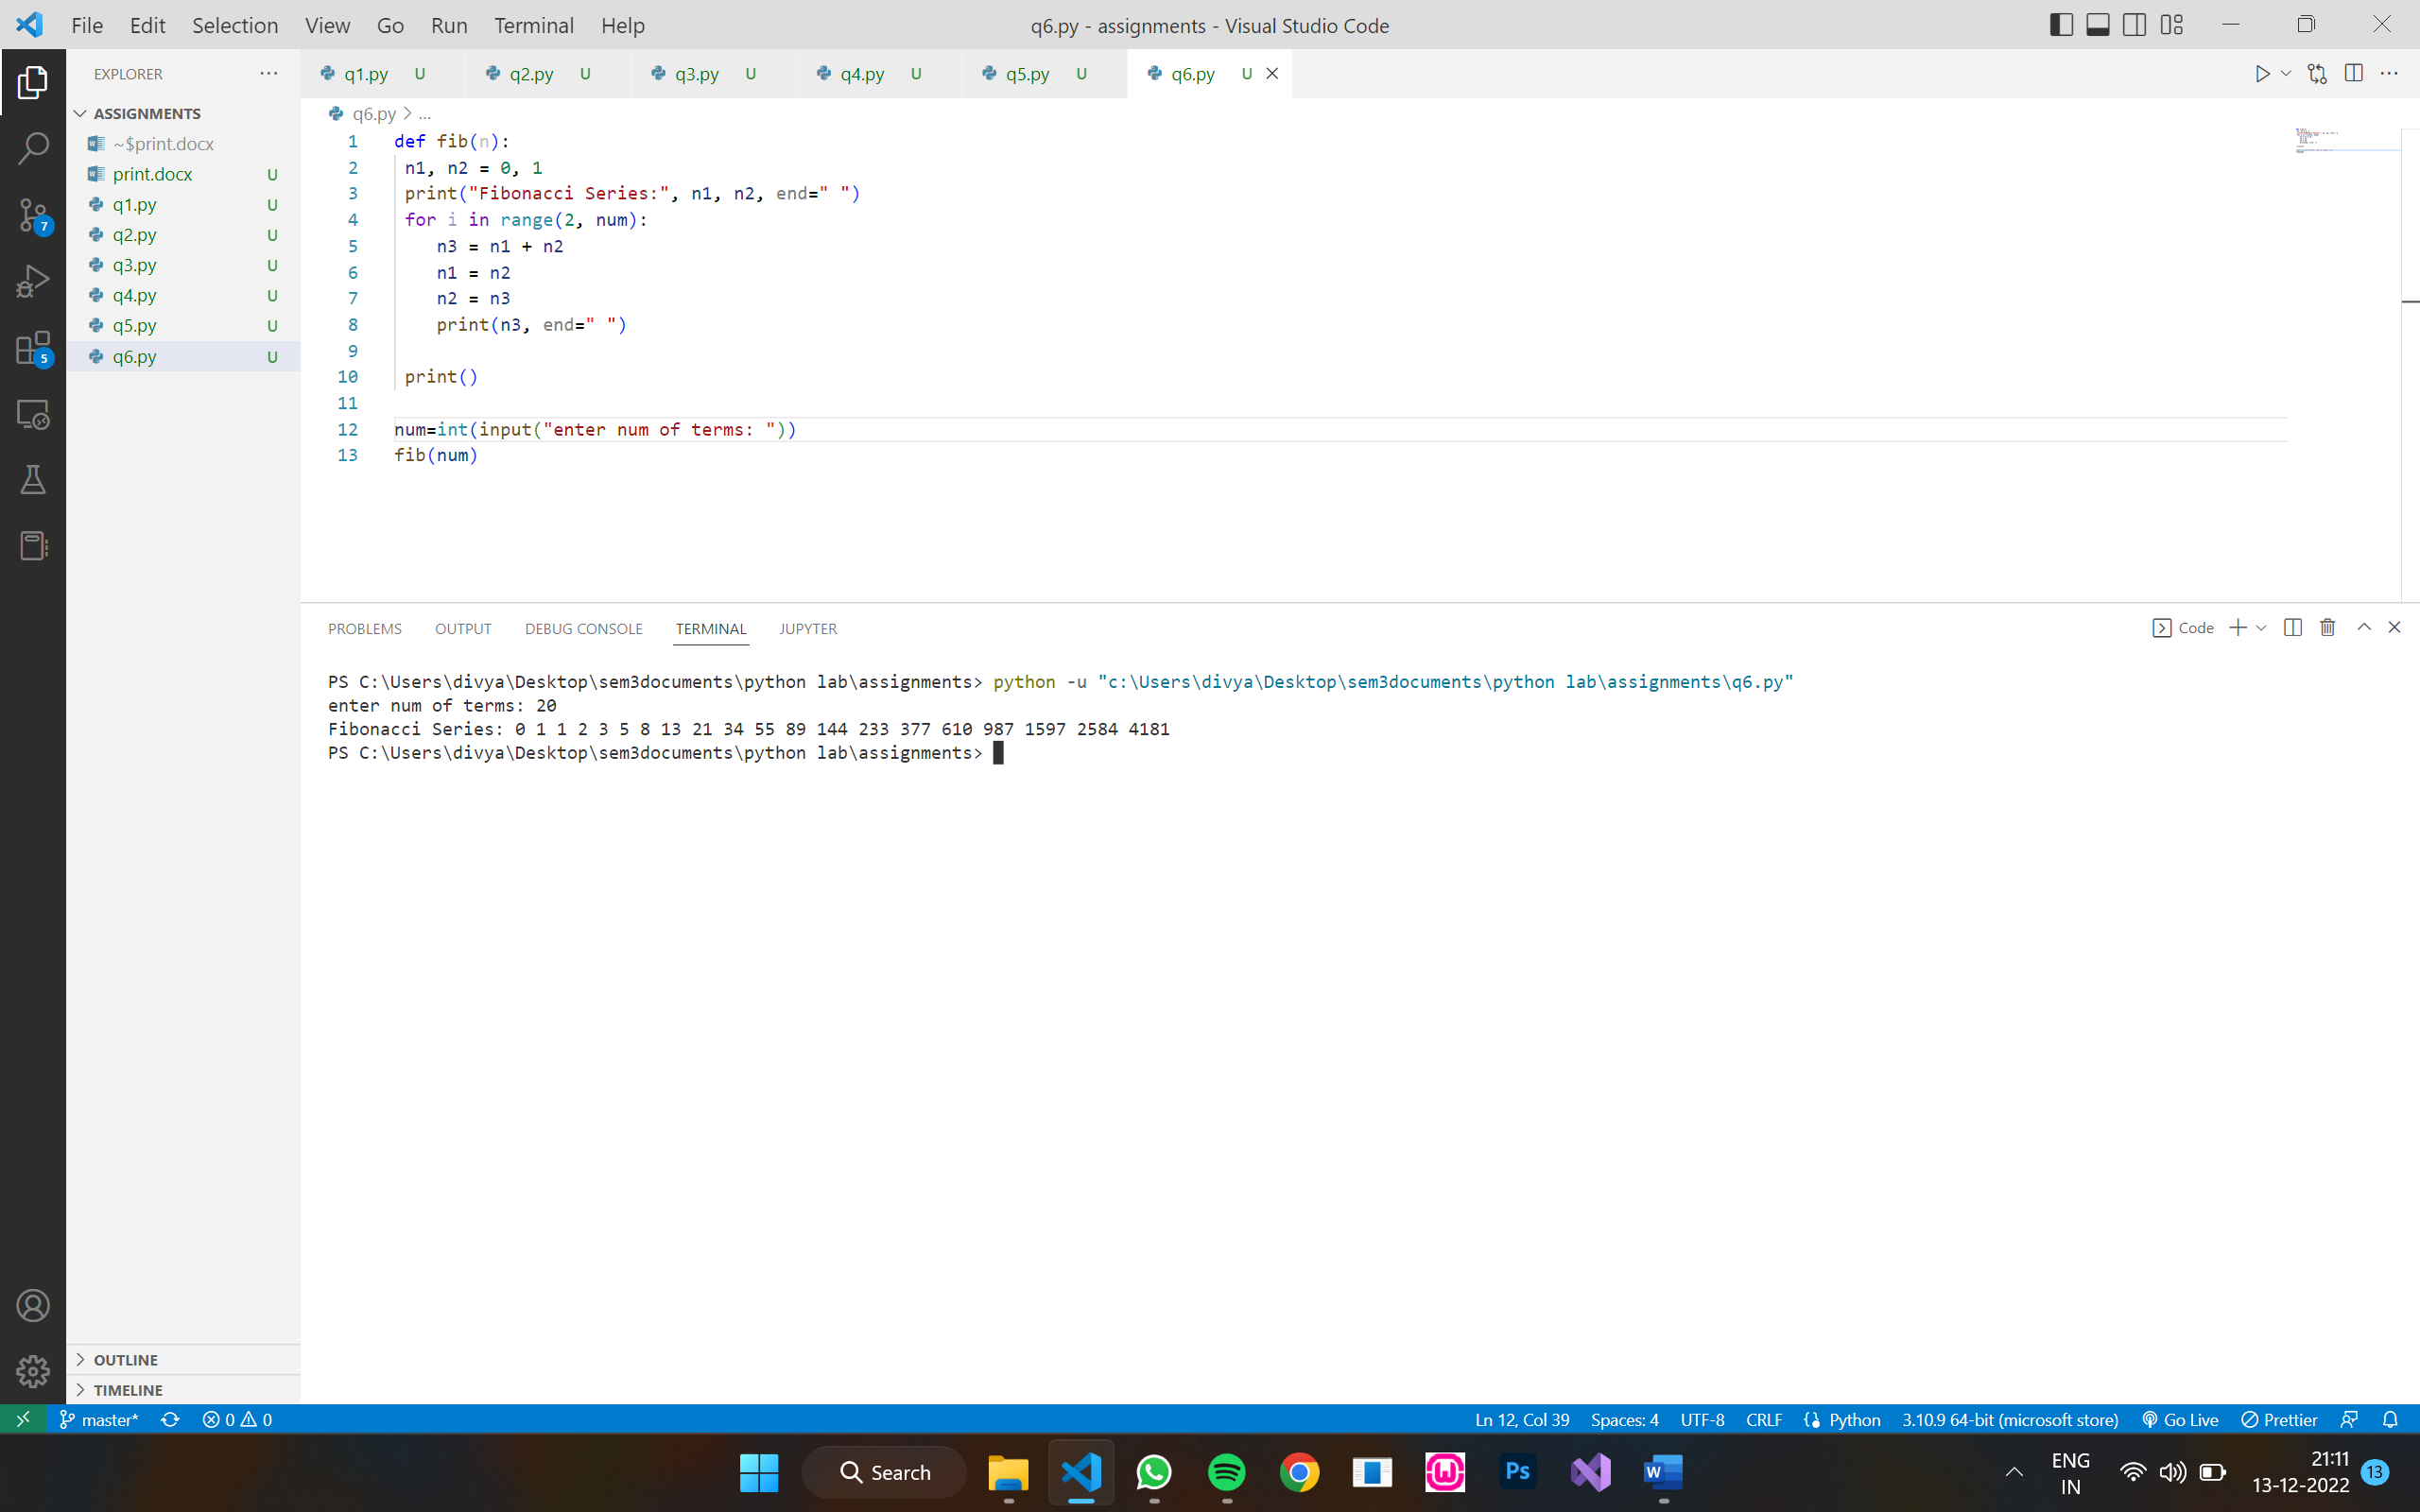 File Edit Selection View Go Run Terminal Help
q6.py - assignments - Visual Studio Code
EXPLORER
ASSIGNMENTS
~$print.docx
print.docx U
q1.py U
q2.py U
q3.py U
q4.py U
q5.py U
q6.py U
OUTLINE
TIMELINE
7
5
q1.py U q2.py U q3.py U q4.py U q5.py U q6.py U
q6.py > ...
1 def fib(n):
2 n1, n2 = 0, 1
3 print("Fibonacci Series:", n1, n2, end=" ")
4 for i in range(2, num):
5 n3 = n1 + n2
6 n1 = n2
7 n2 = n3
8 print(n3, end=" ")
9
10 print()
11
12 num=int(input("enter num of terms: "))
13 fib(num)
PROBLEMS OUTPUT DEBUG CONSOLE TERMINAL JUPYTER
Code
PS C:\Users\divya\Desktop\sem3documents\python lab\assignments> python -u "c:\Users\divya\Desktop\sem3documents\python lab\assignments\q6.py"
enter num of terms: 20
Fibonacci Series: 0 1 1 2 3 5 8 13 21 34 55 89 144 233 377 610 987 1597 2584 4181
PS C:\Users\divya\Desktop\sem3documents\python lab\assignments>
master* 0 0 Ln 12, Col 39 Spaces: 4 UTF-8 CRLF Python 3.10.9 64-bit (microsoft store) Go Live Prettier
Search
Ps
W
ENG
IN
21:11
13-12-2022
13